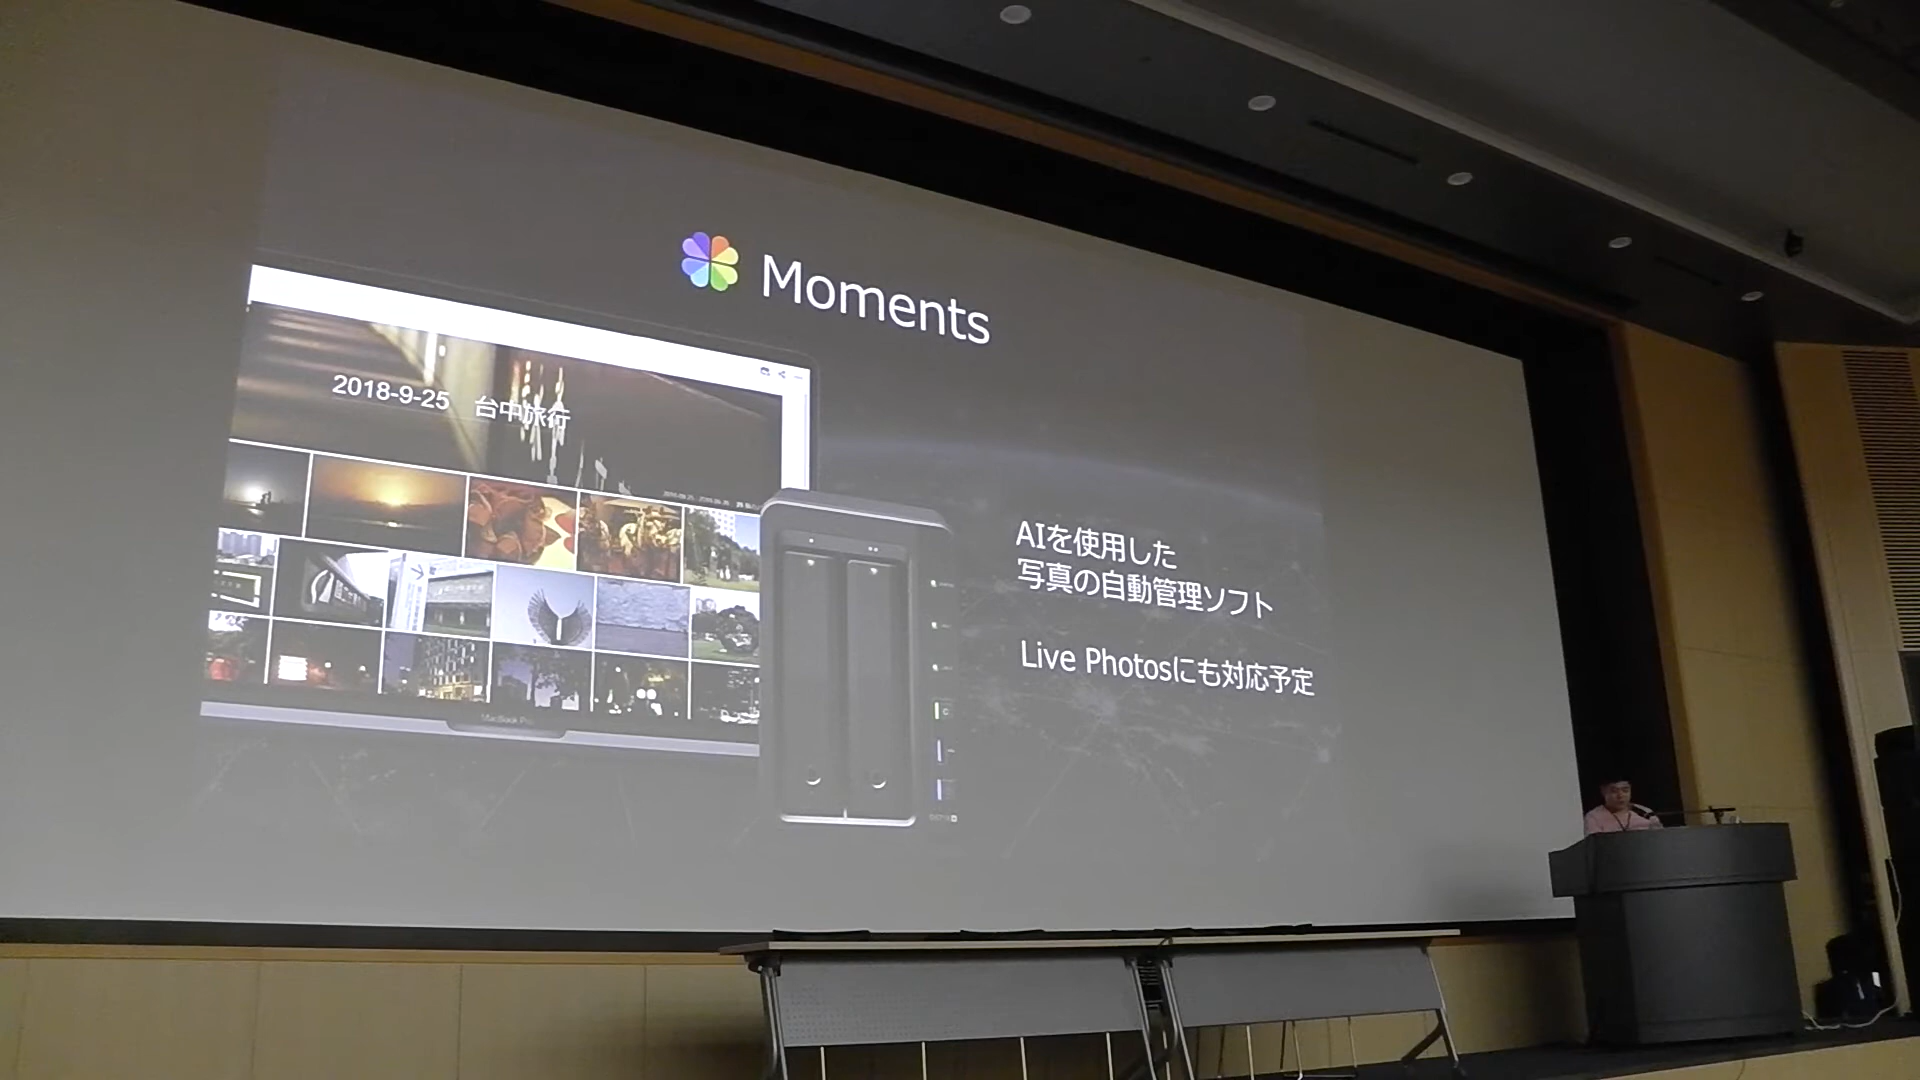 Moments
2018-9-25 台中旅行
AIを使用した
写真の自動管理ソフト
Live Photosにも対応予定
MacBook Pro